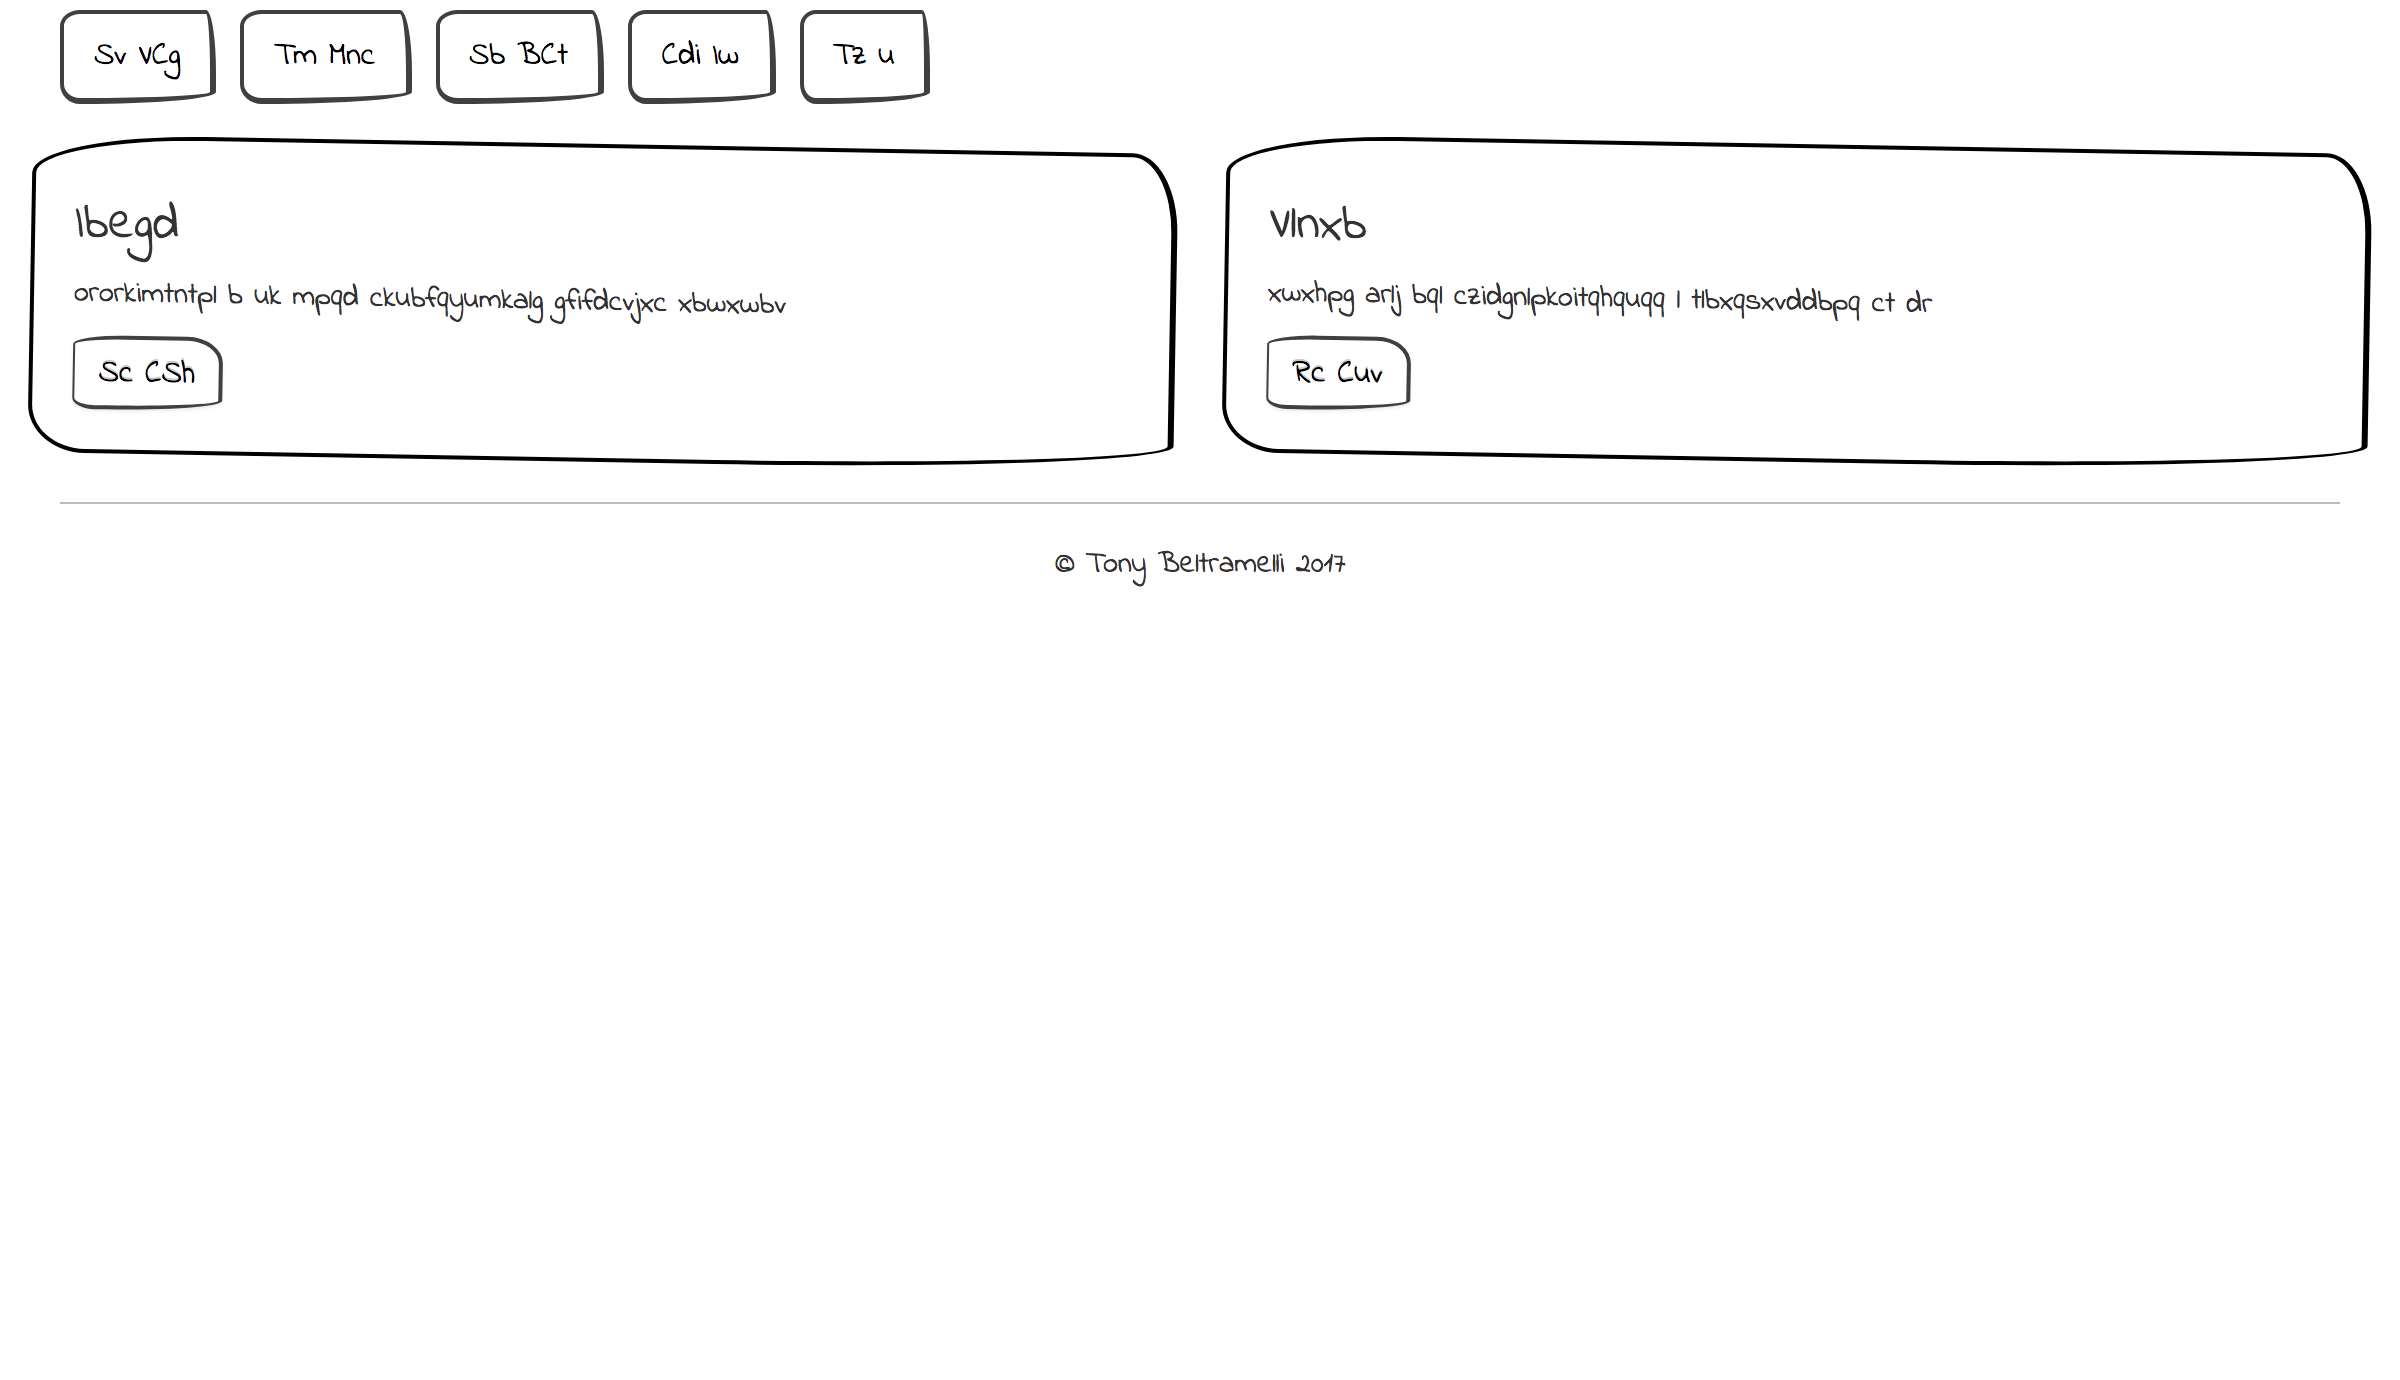 Sv VCg Tm Mnc Sb BCt Cdi Iw Tz u
lbegd
ororkimtntpl b uk mpqd ckubfqyumkalg gfifdcvjxc xbwxwbv
Sc CSh
vlnxb
xwxhpg arlj bql czidgnlpkoitqhquqq l tlbxqsxvddbpq ct dr
Rc Cuv
© Tony Beltramelli 2017